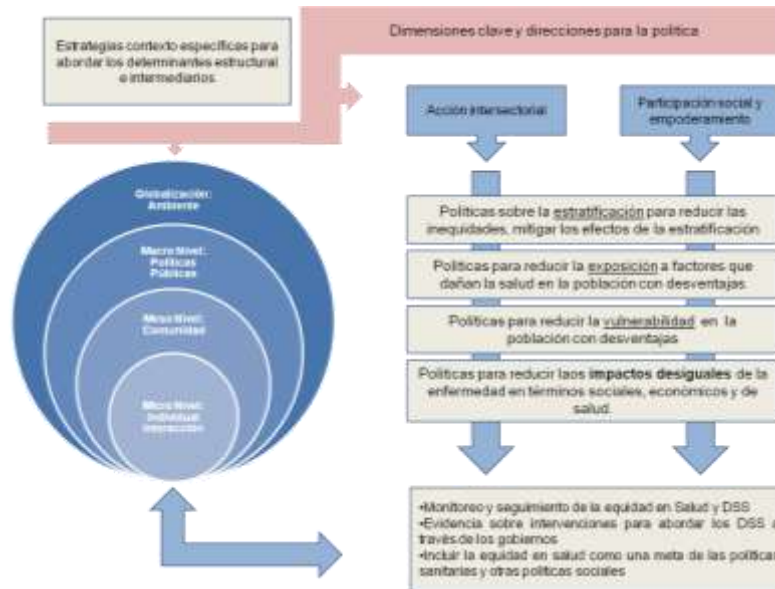 Estrategias contexto específicas para
abordar los determinantes estructural
e intermediarios.
Dimensiones clave y direcciones para la política
Acción intersectorial
Participación social y
empoderamiento
Globalización:
Ambiente
Macro Nivel:
Políticas
Públicas
Meso Nivel:
Comunidad
Micro Nivel:
Individual
interacción
Políticas sobre la estratificación para reducir las
inequidades, mitigar los efectos de la estratificación
Políticas para reducir la exposición a factores que
dañan la salud en la población con desventajas
Políticas para reducir la vulnerabilidad en la
población con desventajas
Políticas para reducir laos impactos desiguales de la
enfermedad en términos sociales, económicos y de
salud.
•Monitoreo y seguimiento de la equidad en Salud y DSS
•Evidencia sobre intervenciones para abordar los DSS a
través de los gobiernos
•Incluir la equidad en salud como una meta de las políticas
sanitarias y otras políticas sociales